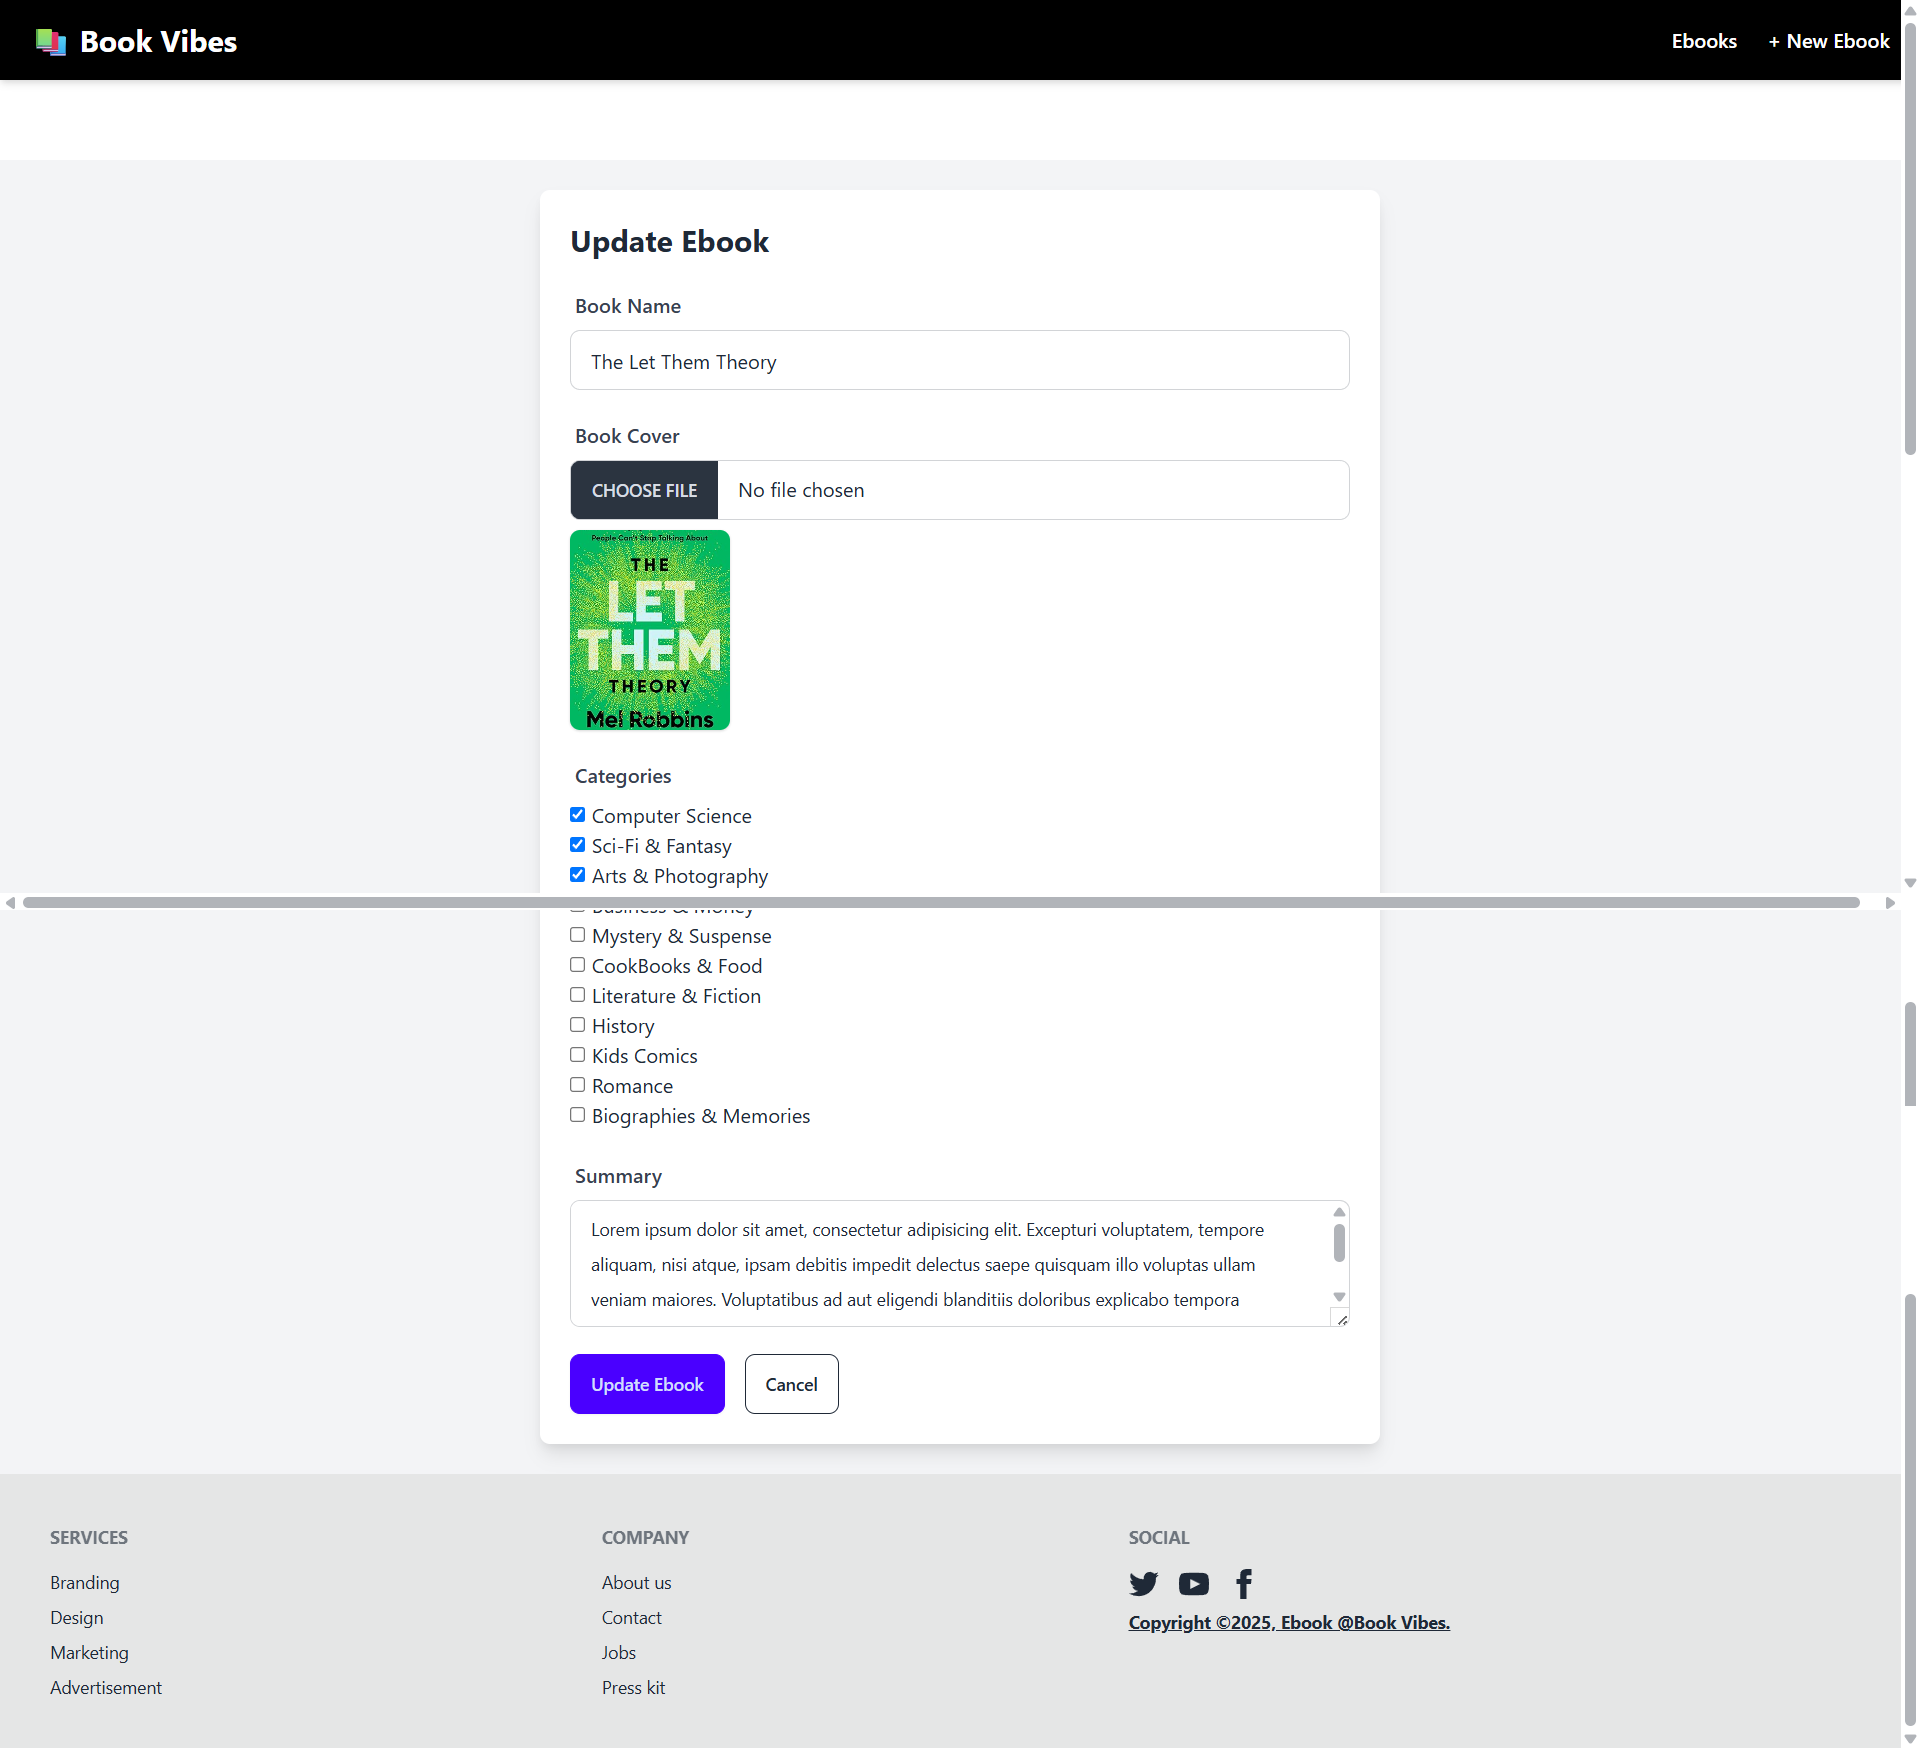 Book Vibes
Ebooks
+ New Ebook
Update Ebook
Book Name
The Let Them Theory
Book Cover
CHOOSE FILE
No file chosen
People Can't Stop Talking About
THE
LET
THEM
THEORY
Mel Robbins
Categories
Computer Science
Sci-Fi & Fantasy
Arts & Photography
Business & Money
Mystery & Suspense
CookBooks & Food
Literature & Fiction
History
Kids Comics
Romance
Biographies & Memories
Summary
Lorem ipsum dolor sit amet, consectetur adipisicing elit. Excepturi voluptatem, tempore
aliquam, nisi atque, ipsam debitis impedit delectus saepe quisquam illo voluptas ullam
veniam maiores. Voluptatibus ad aut eligendi blanditiis doloribus explicabo tempora
Update Ebook
Cancel
SERVICES
Branding
Design
Marketing
Advertisement
COMPANY
About us
Contact
Jobs
Press kit
SOCIAL
Copyright ©2025, Ebook @Book Vibes.